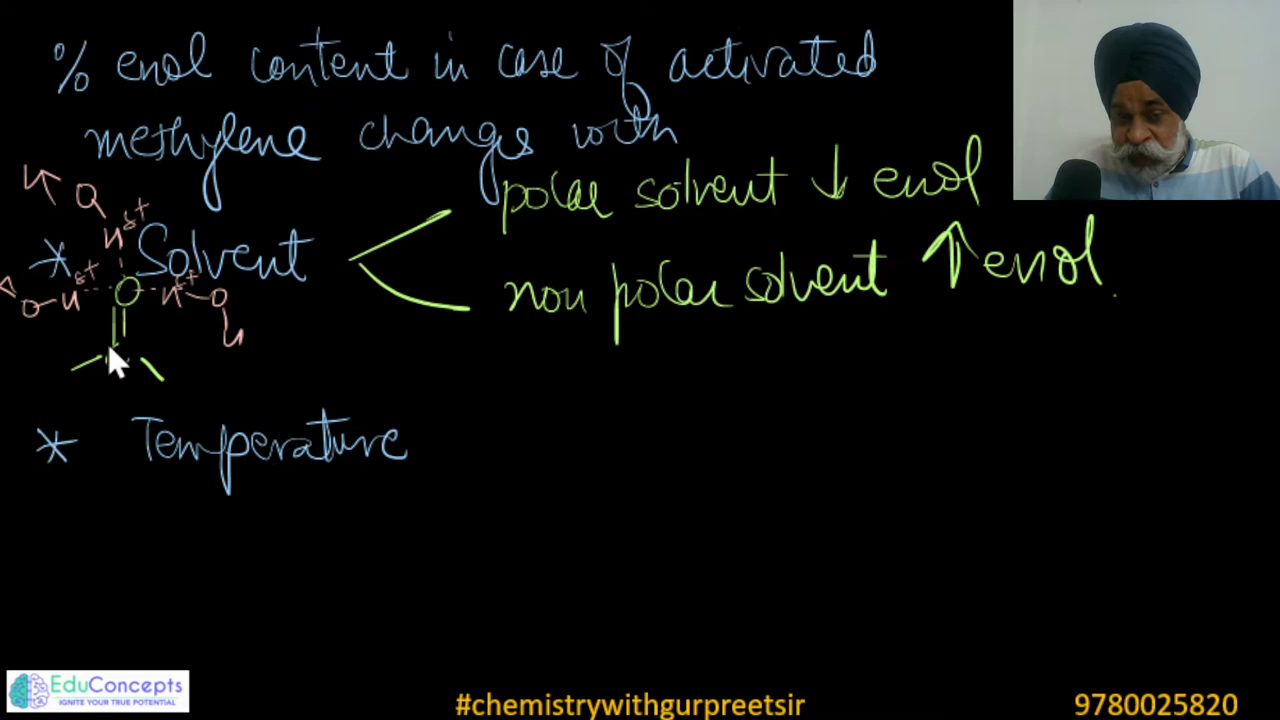 % enol content in case of activated
methylene changes with
polar solvent ↓ enol
* Solvent
non polar solvent ↑ enol.
H O
H δ+
O H δ+ O H δ+ O
H
* Temperature
EduConcepts
IGNITE YOUR TRUE POTENTIAL
#chemistrywithgurpreetsir
9780025820